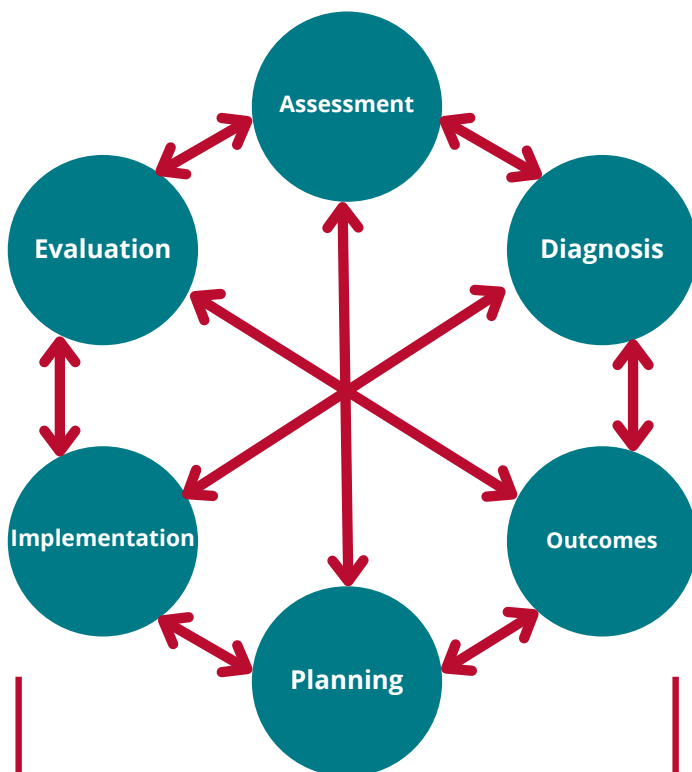 Assessment
Evaluation
Diagnosis
Implementation
Outcomes
Planning